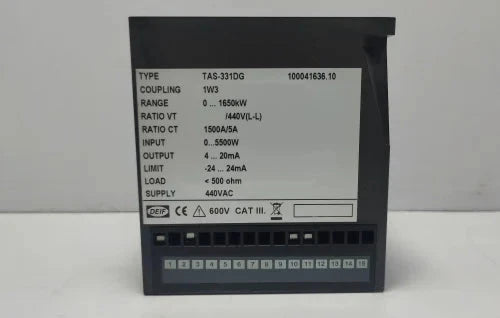 TYPE TAS-331DG 100041636.10
COUPLING 1W3
RANGE 0 ... 1650kW
RATIO VT /440V(L-L)
RATIO CT 1500A/5A
INPUT 0...5500W
OUTPUT 4 ... 20mA
LIMIT -24 ... 24mA
LOAD < 500 ohm
SUPPLY 440VAC
DEIF CE 600V CAT III.
1 2 3 4 5 6 7 8 9 10 11 12 13 14 15